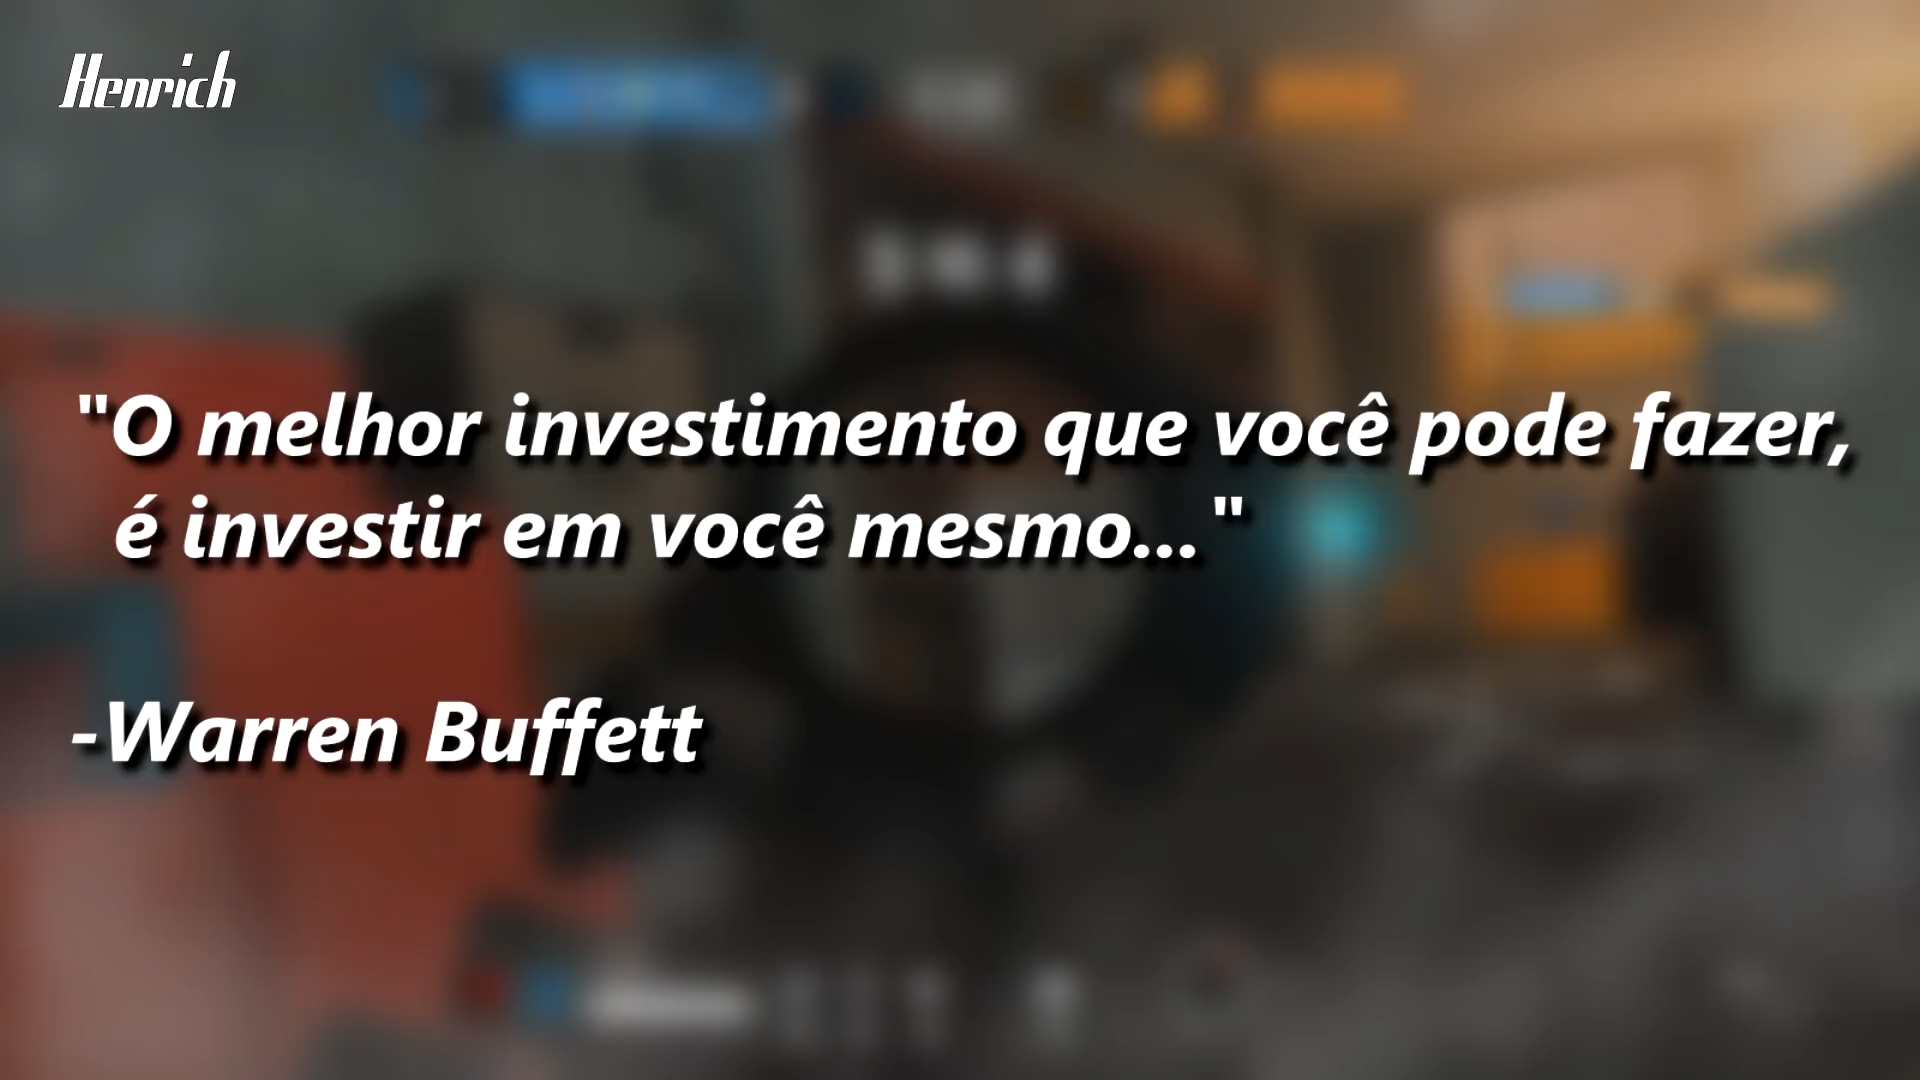 Henrich
"O melhor investimento que você pode fazer,
é investir em você mesmo..."
-Warren Buffett